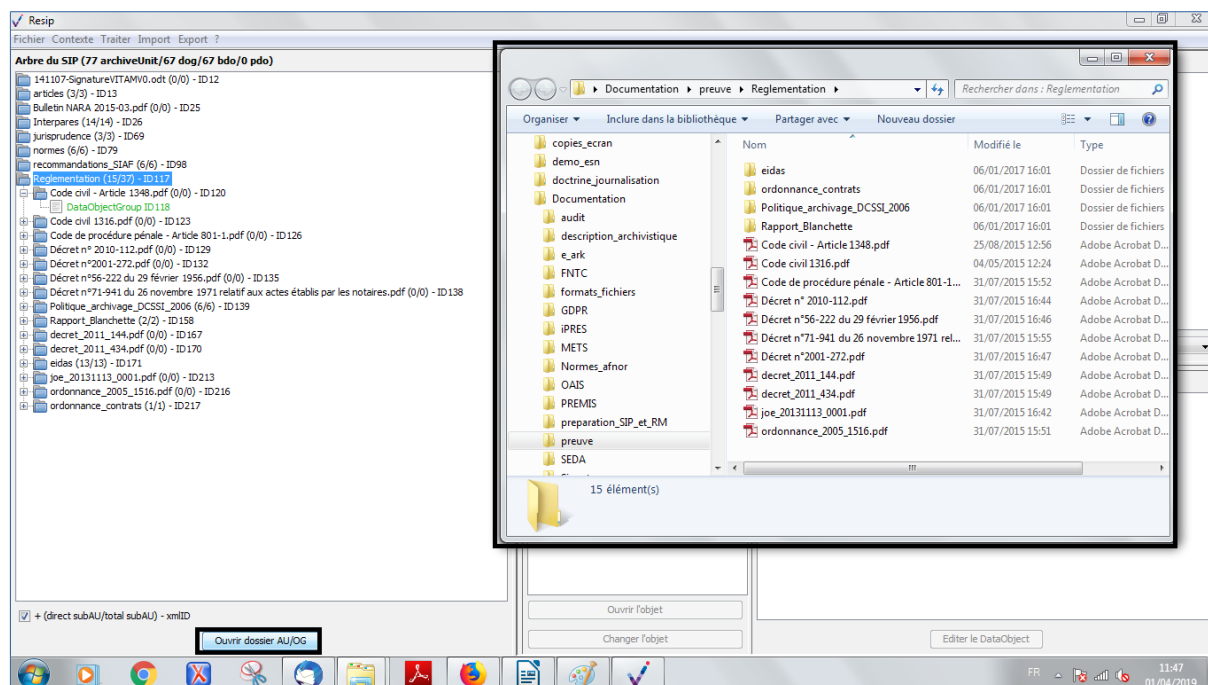 Resip
Fichier Contexte Traiter Import Export ?
Arbre du SIP (77 archiveUnit/67 dog/67 bdo/0 pdo)
141107-SignatureVITAMV0.odt (0/0) - ID12
articles (3/3) - ID13
Bulletin NARA 2015-03.pdf (0/0) - ID25
Interpares (14/14) - ID26
jurisprudence (3/3) - ID69
normes (6/6) - ID79
recommandations_SIAF (6/6) - ID98
Reglementation (15/37) - ID117
Code civil - Article 1348.pdf (0/0) - ID120
DataObjectGroup ID118
Code civil 1316.pdf (0/0) - ID123
Code de procédure pénale - Article 801-1.pdf (0/0) - ID126
Décret n° 2010-112.pdf (0/0) - ID129
Décret n°2001-272.pdf (0/0) - ID132
Décret n°56-222 du 29 février 1956.pdf (0/0) - ID135
Décret n°71-941 du 26 novembre 1971 relatif aux actes établis par les notaires.pdf (0/0) - ID138
Politique_archivage_DCSSI_2006 (6/6) - ID139
Rapport_Blanchette (2/2) - ID158
decret_2011_144.pdf (0/0) - ID167
decret_2011_434.pdf (0/0) - ID170
eidas (13/13) - ID171
joe_20131113_0001.pdf (0/0) - ID213
ordonnance_2005_1516.pdf (0/0) - ID216
ordonnance_contrats (1/1) - ID217
+ (direct subAU/total subAU) - xmlID
Ouvrir dossier AU/OG
Documentation preuve Reglementation
Rechercher dans : Reglementation
Organiser Inclure dans la bibliothèque Partager avec Nouveau dossier
copies_ecran
demo_esn
doctrine_journalisation
Documentation
audit
description_archivistique
e_ark
FNTC
formats_fichiers
GDPR
iPRES
METS
Normes_afnor
OAIS
PREMIS
preparation_SIP_et_RM
preuve
SEDA
Nom Modifié le Type
eidas 06/01/2017 16:01 Dossier de fichiers
ordonnance_contrats 06/01/2017 16:01 Dossier de fichiers
Politique_archivage_DCSSI_2006 06/01/2017 16:01 Dossier de fichiers
Rapport_Blanchette 06/01/2017 16:01 Dossier de fichiers
Code civil - Article 1348.pdf 25/08/2015 12:56 Adobe Acrobat D...
Code civil 1316.pdf 04/05/2015 12:24 Adobe Acrobat D...
Code de procédure pénale - Article 801-1... 31/07/2015 15:52 Adobe Acrobat D...
Décret n° 2010-112.pdf 31/07/2015 16:44 Adobe Acrobat D...
Décret n°56-222 du 29 février 1956.pdf 31/07/2015 16:46 Adobe Acrobat D...
Décret n°71-941 du 26 novembre 1971 rel... 31/07/2015 15:55 Adobe Acrobat D...
Décret n°2001-272.pdf 31/07/2015 16:47 Adobe Acrobat D...
decret_2011_144.pdf 31/07/2015 15:49 Adobe Acrobat D...
decret_2011_434.pdf 31/07/2015 15:49 Adobe Acrobat D...
joe_20131113_0001.pdf 31/07/2015 16:42 Adobe Acrobat D...
ordonnance_2005_1516.pdf 31/07/2015 15:51 Adobe Acrobat D...
15 élément(s)
Ouvrir l'objet
Changer l'objet
Editer le DataObject
FR
11:47
01/04/2019